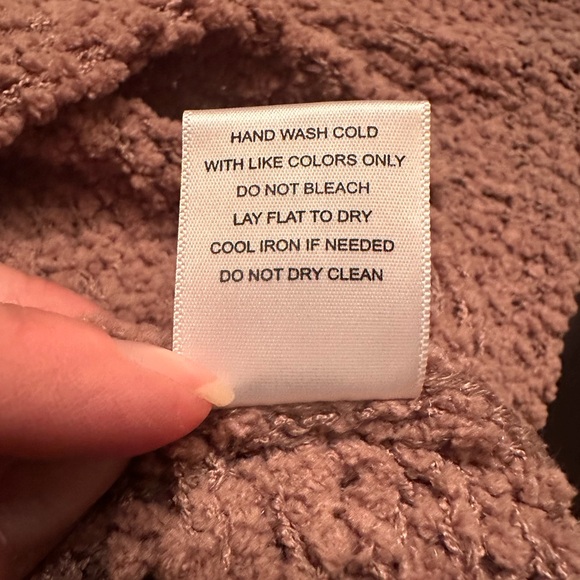 HAND WASH COLD
WITH LIKE COLORS ONLY
DO NOT BLEACH
LAY FLAT TO DRY
COOL IRON IF NEEDED
DO NOT DRY CLEAN